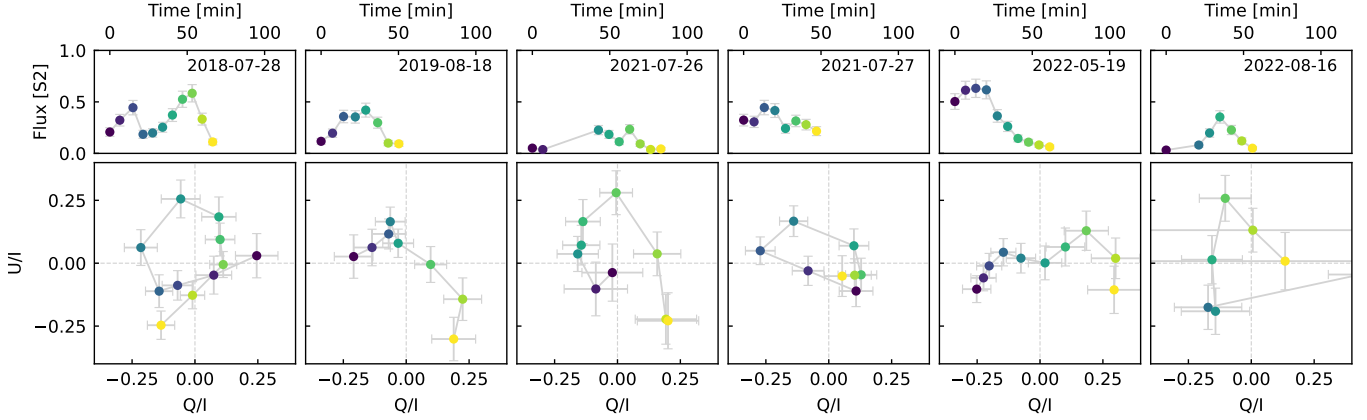 Time [min] Time [min] Time [min] Time [min] Time [min] Time [min]
0 50 100 0 50 100 0 50 100 0 50 100 0 50 100 0 50 100
1.0
0.5
0.0
Flux [S2]
2018-07-28 2019-08-18 2021-07-26 2021-07-27 2022-05-19 2022-08-16
0.25
0.00
−0.25
U/I
−0.25 0.00 0.25 −0.25 0.00 0.25 −0.25 0.00 0.25 −0.25 0.00 0.25 −0.25 0.00 0.25 −0.25 0.00 0.25
Q/I Q/I Q/I Q/I Q/I Q/I